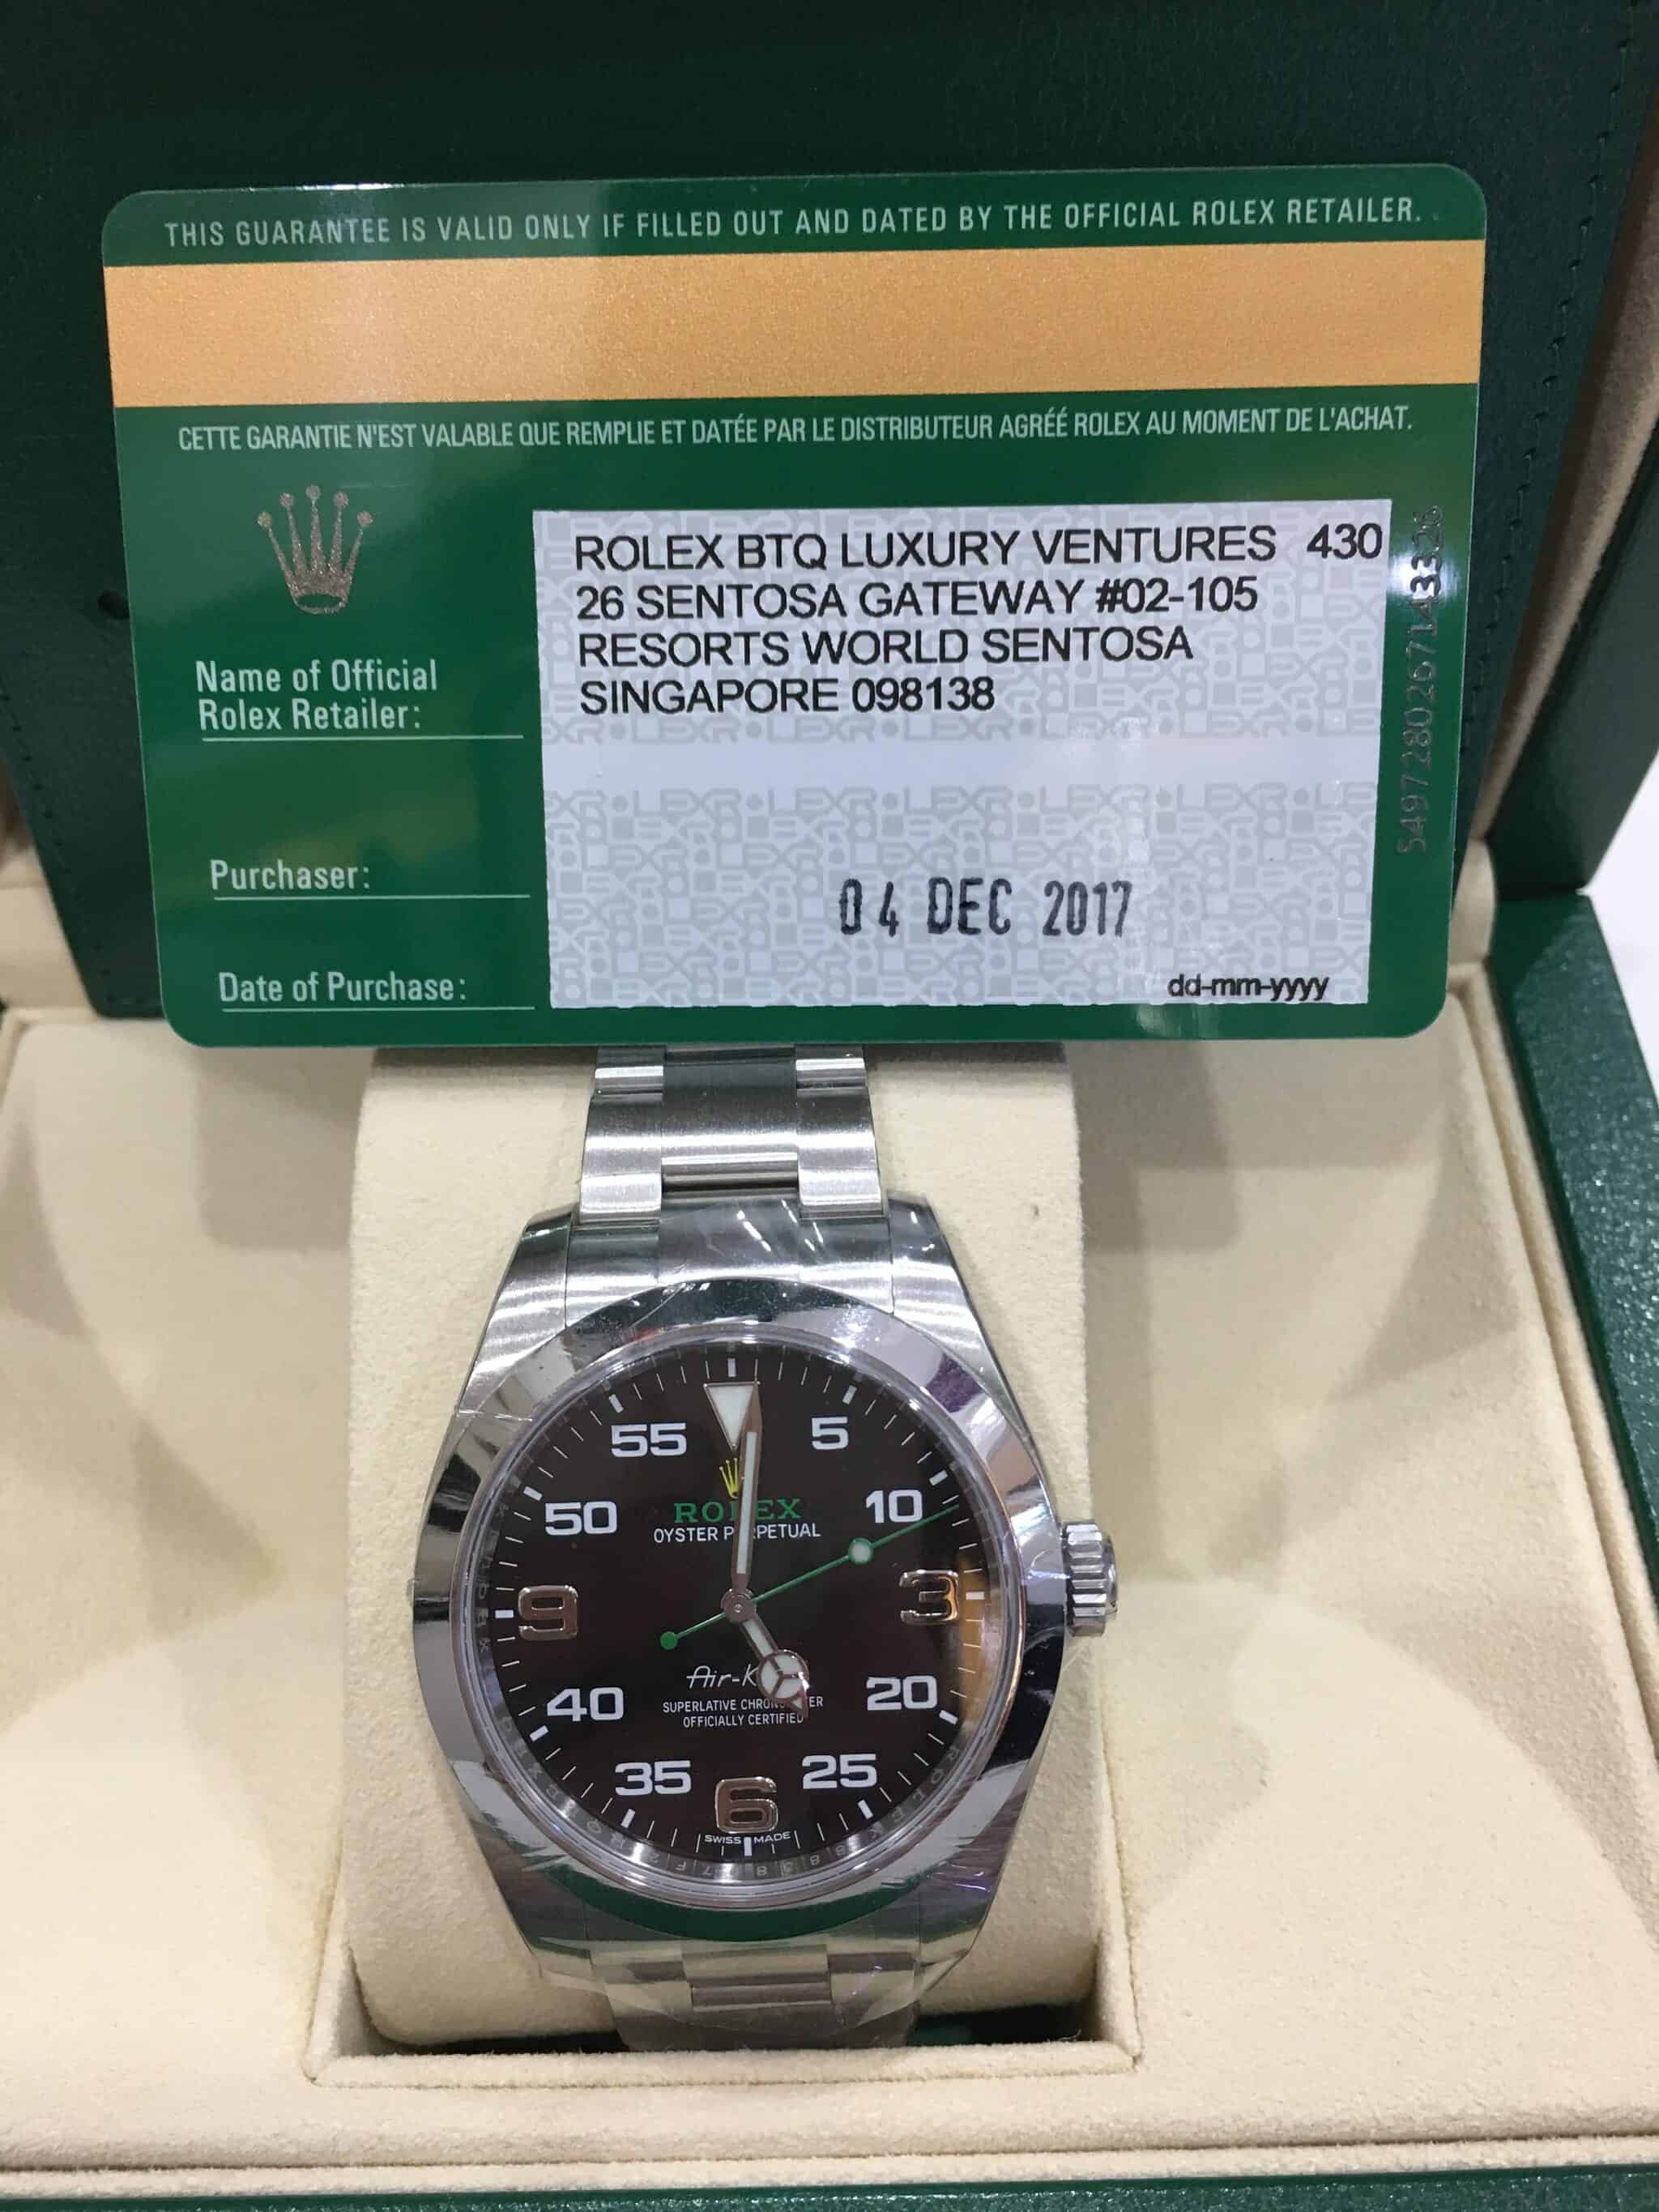 THIS GUARANTEE IS VALID ONLY IF FILLED OUT AND DATED BY THE OFFICIAL ROLEX RETAILER.
CETTE GARANTIE N'EST VALABLE QUE REMPLIE ET DATÉE PAR LE DISTRIBUTEUR AGRÉÉ ROLEX AU MOMENT DE L'ACHAT.
ROLEX BTQ LUXURY VENTURES 430
26 SENTOSA GATEWAY #02-105
RESORTS WORLD SENTOSA
SINGAPORE 098138
Name of Official
Rolex Retailer:
Purchaser:
04 DEC 2017
Date of Purchase:
dd-mm-yyyy
55 5
50 10
ROLEX
OYSTER PERPETUAL
9 3
Air-K
40 20
SUPERLATIVE CHRONOMETER
OFFICIALLY CERTIFIED
35 25
6
SWISS MADE